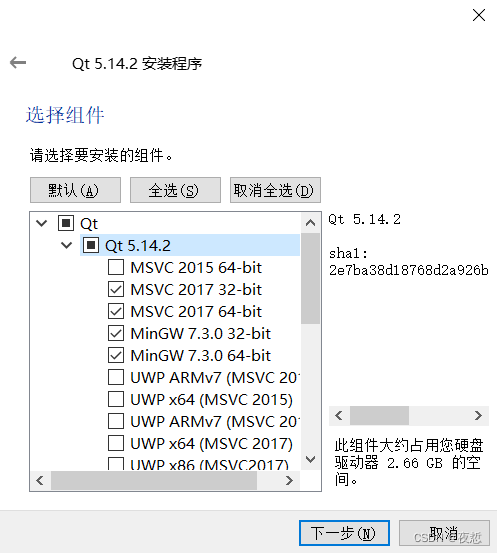 Qt 5.14.2 安装程序
选择组件
请选择要安装的组件。
默认(A)
全选(S)
取消全选(D)
Qt
Qt 5.14.2
MSVC 2015 64-bit
MSVC 2017 32-bit
MSVC 2017 64-bit
MinGW 7.3.0 32-bit
MinGW 7.3.0 64-bit
UWP ARMv7 (MSVC 201
UWP x64 (MSVC 2015)
UWP ARMv7 (MSVC 201
UWP x64 (MSVC 2017)
UWP x86 (MSVC2017)
Qt 5.14.2
sha1:
2e7ba38d18768d2a926b
此组件大约占用您硬盘
驱动器 2.66 GB 的空
间。
下一步(N)
取消